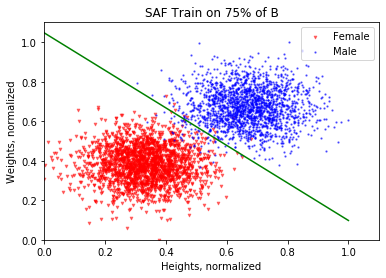 SAF Train on 75% of B
Female
Male
Weights, normalized
1.0
0.8
0.6
0.4
0.2
0.0
0.0 0.2 0.4 0.6 0.8 1.0
Heights, normalized